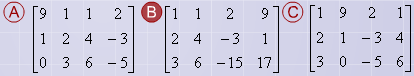 A [9 1 1 2 B [1 1 2 9 C [1 9 2 1
1 2 4 -3] 2 4 -3 1] 2 1 -3 4]
0 3 6 -5 3 6 -15 17 3 0 -5 6